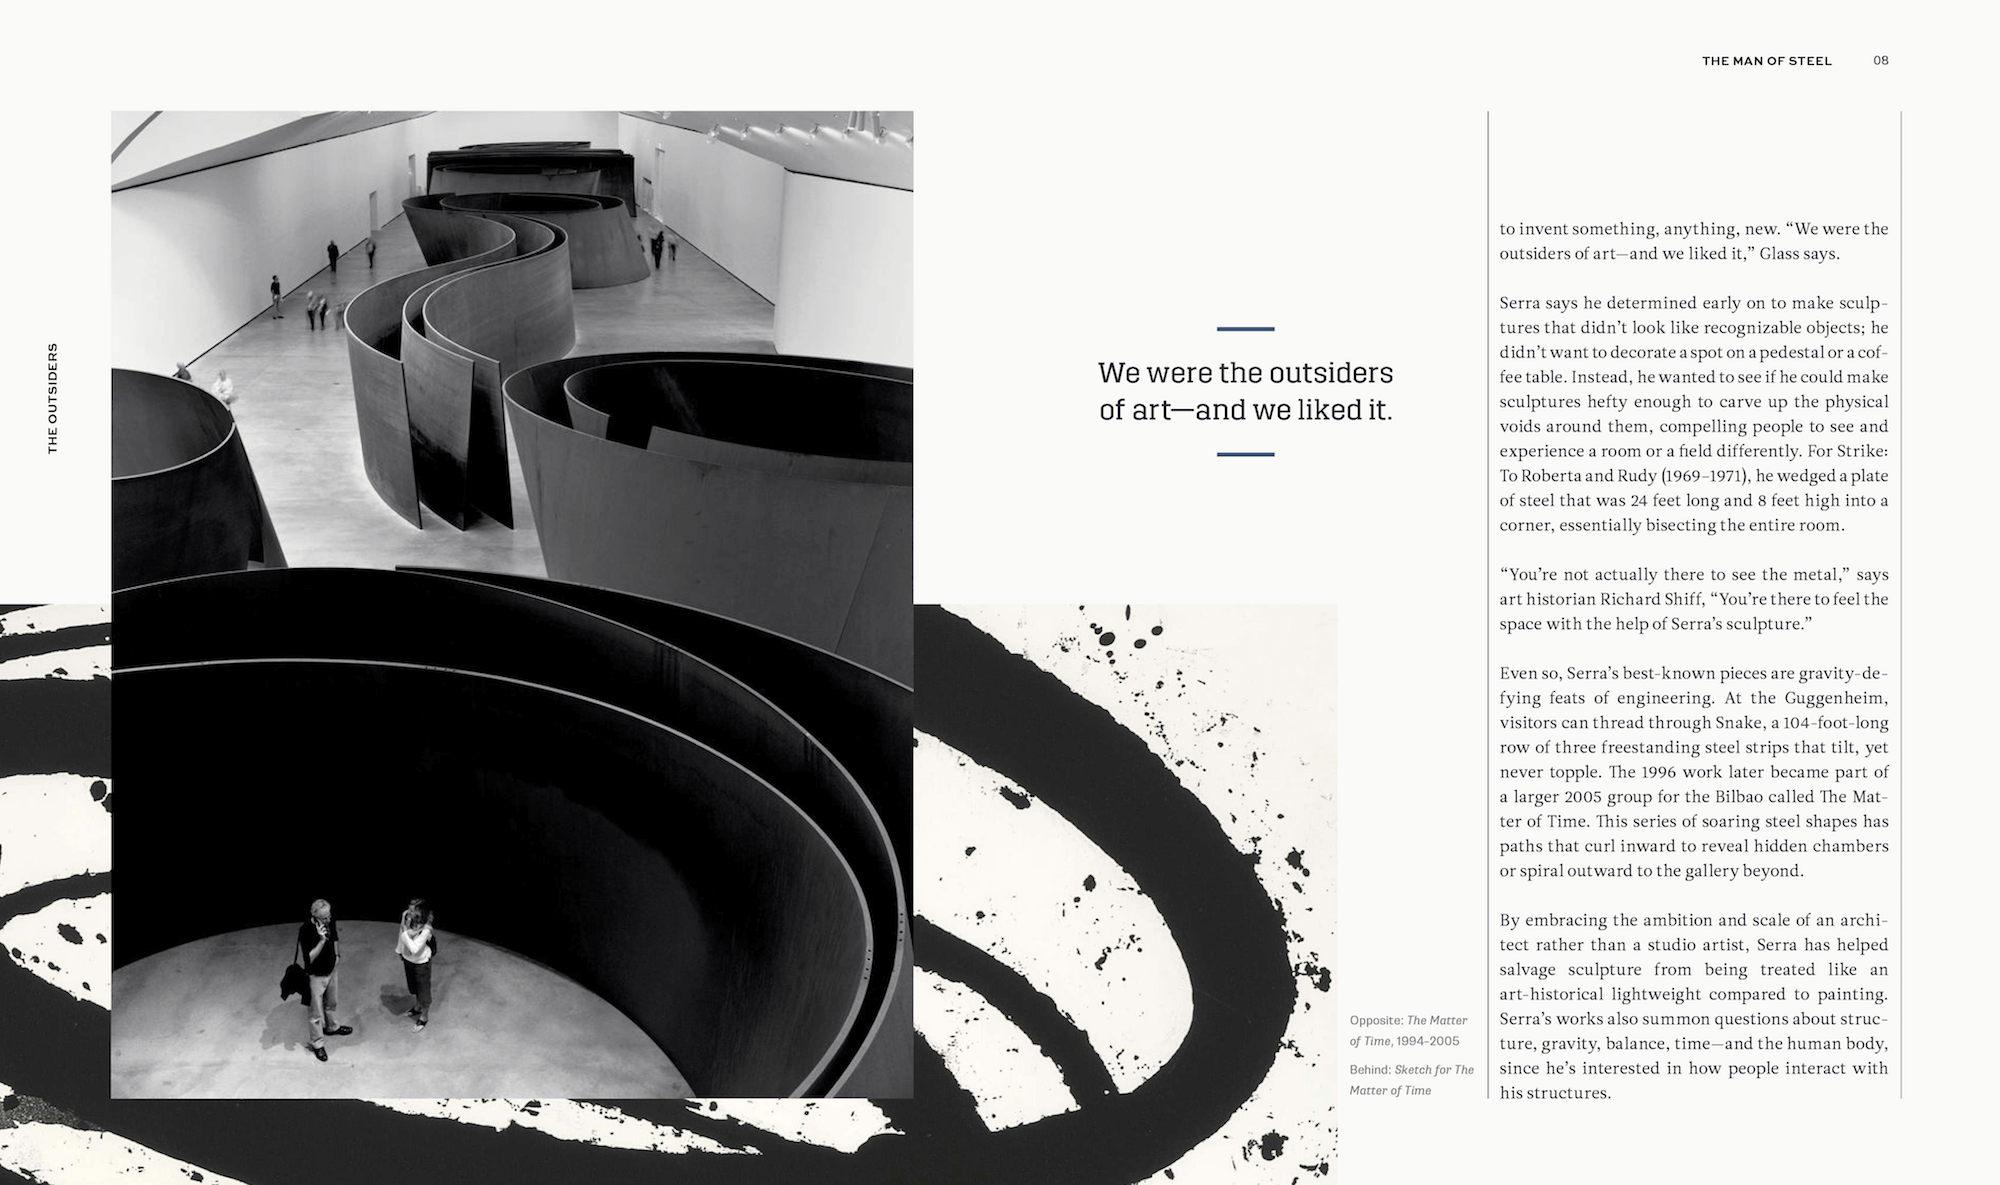 THE MAN OF STEEL 08
THE OUTSIDERS
We were the outsiders
of art—and we liked it.
Opposite: The Matter
of Time, 1994–2005
Behind: Sketch for The
Matter of Time
to invent something, anything, new. “We were the
outsiders of art—and we liked it,” Glass says.
Serra says he determined early on to make sculp-
tures that didn’t look like recognizable objects; he
didn’t want to decorate a spot on a pedestal or a cof-
fee table. Instead, he wanted to see if he could make
sculptures hefty enough to carve up the physical
voids around them, compelling people to see and
experience a room or a field differently. For Strike:
To Roberta and Rudy (1969–1971), he wedged a plate
of steel that was 24 feet long and 8 feet high into a
corner, essentially bisecting the entire room.
“You’re not actually there to see the metal,” says
art historian Richard Shiff, “You’re there to feel the
space with the help of Serra’s sculpture.”
Even so, Serra’s best-known pieces are gravity-de-
fying feats of engineering. At the Guggenheim,
visitors can thread through Snake, a 104-foot-long
row of three freestanding steel strips that tilt, yet
never topple. The 1996 work later became part of
a larger 2005 group for the Bilbao called The Mat-
ter of Time. This series of soaring steel shapes has
paths that curl inward to reveal hidden chambers
or spiral outward to the gallery beyond.
By embracing the ambition and scale of an archi-
tect rather than a studio artist, Serra has helped
salvage sculpture from being treated like an
art-historical lightweight compared to painting.
Serra’s works also summon questions about struc-
ture, gravity, balance, time—and the human body,
since he’s interested in how people interact with
his structures.